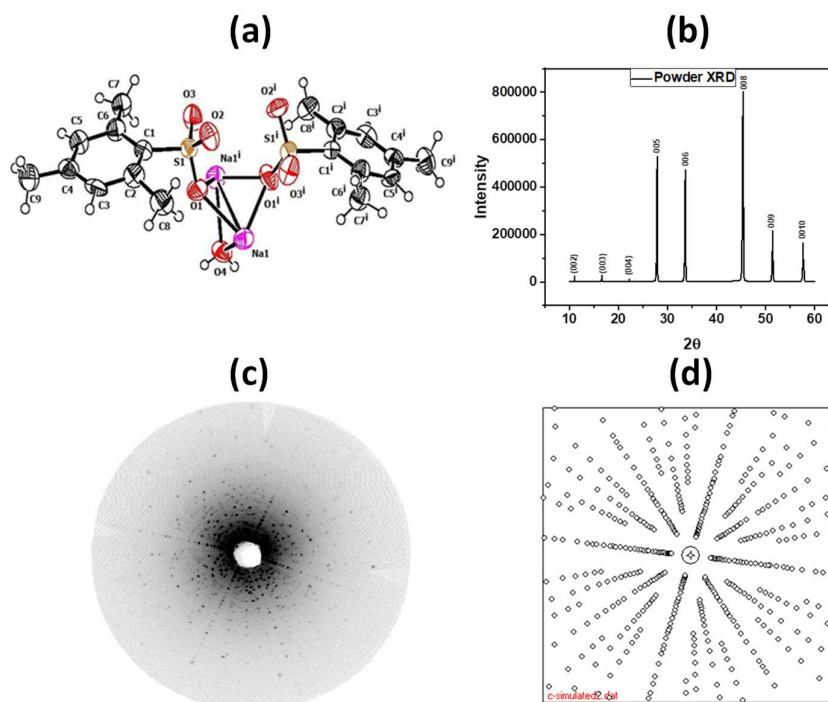 (a)
C7
O3
O2
O2ⁱ
C5
C6
C1
S1
Na1ⁱ
C9
C4
C3
C2
C8
O1
O4
Na1
C2ⁱ
C3ⁱ
C8ⁱ
S1ⁱ
C4ⁱ
C1ⁱ
C9ⁱ
O3ⁱ
C6ⁱ
C5ⁱ
O1ⁱ
C7ⁱ
(b)
Powder XRD
Intensity
800000
600000
400000
200000
0
(002)
(003)
(004)
005
006
008
009
0010
10 20 30 40 50 60
2θ
(c)
(d)
c-simulated2.dat